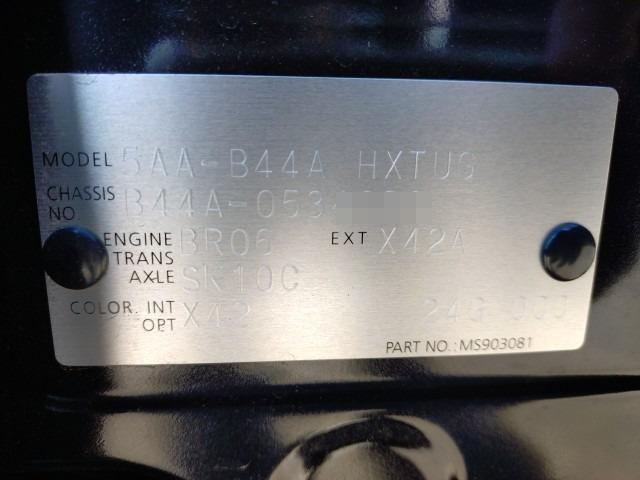 MODEL 5AA-B44A HXTUG
CHASSIS NO. B44A-053
ENGINE BR06 EXT X42A
TRANS
AXLE SK10C
COLOR. INT X42
OPT
PART NO.: MS903081